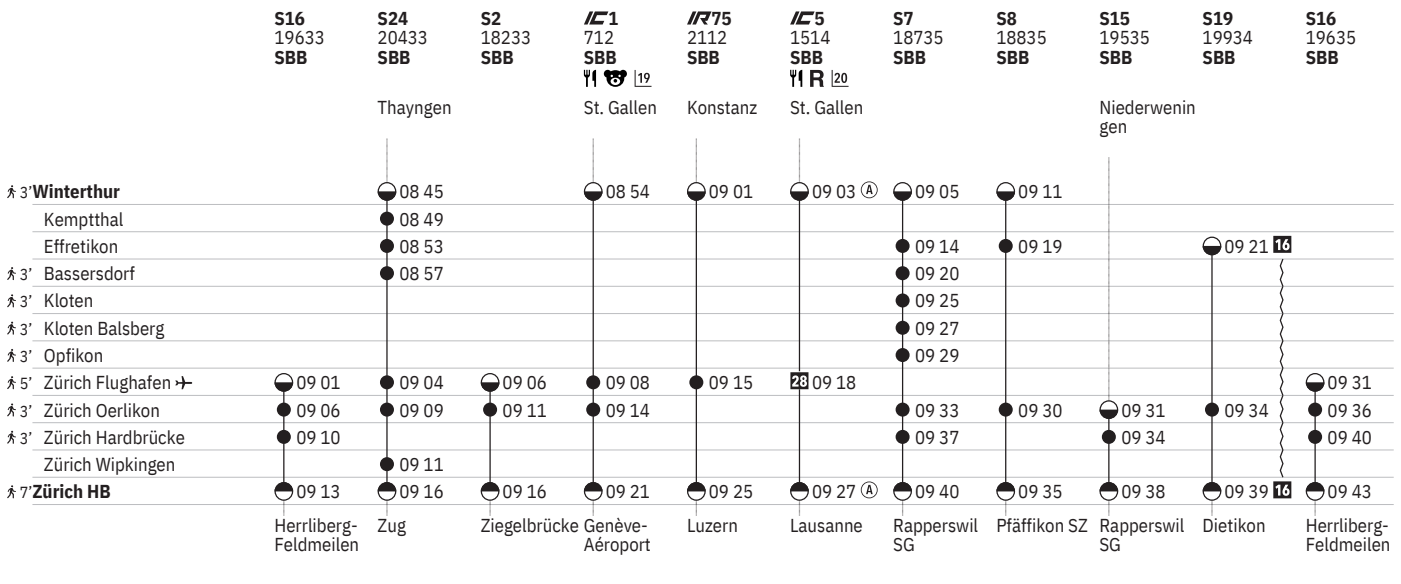 S16 S24 S2 IC1 IR75 IC5 S7 S8 S15 S19 S16
19633 20433 18233 712 2112 1514 18735 18835 19535 19934 19635
SBB SBB SBB SBB SBB SBB SBB SBB SBB SBB SBB
19 R 20
Thayngen St. Gallen Konstanz St. Gallen Niederwenin
gen
3' Winterthur 08 45 08 54 09 01 09 03 A 09 05 09 11
Kemptthal 08 49
Effretikon 08 53 09 14 09 19 09 21 16
3' Bassersdorf 08 57 09 20
3' Kloten 09 25
3' Kloten Balsberg 09 27
3' Opfikon 09 29
5' Zürich Flughafen 09 01 09 04 09 06 09 08 09 15 28 09 18 09 31
3' Zürich Oerlikon 09 06 09 09 09 11 09 14 09 33 09 30 09 31 09 34 09 36
3' Zürich Hardbrücke 09 10 09 37 09 34 09 40
Zürich Wipkingen 09 11
7' Zürich HB 09 13 09 16 09 16 09 21 09 25 09 27 A 09 40 09 35 09 38 09 39 16 09 43
Herrliberg- Zug Ziegelbrücke Genève- Luzern Lausanne Rapperswil Pfäffikon SZ Rapperswil Dietikon Herrliberg-
Feldmeilen Aéroport SG SG Feldmeilen